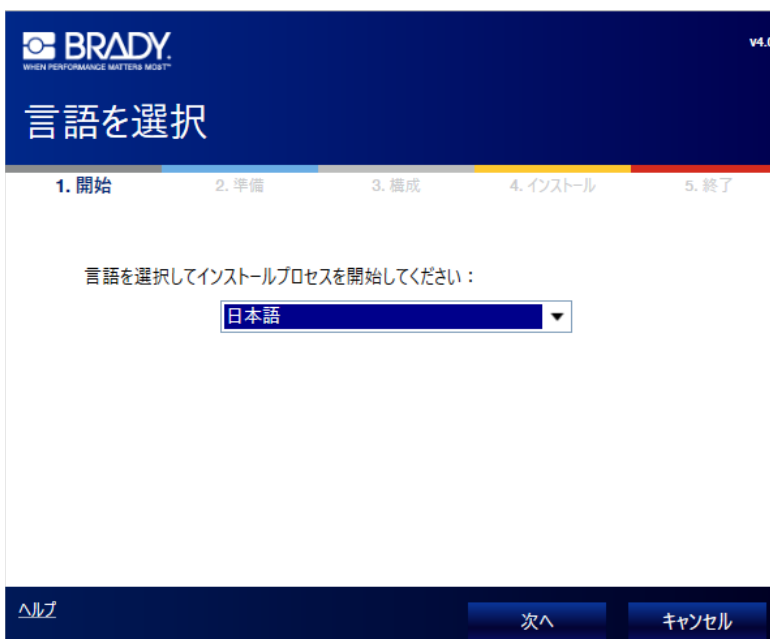 BRADY.
WHEN PERFORMANCE MATTERS MOST™
v4.0
言語を選択
1. 開始
2. 準備
3. 構成
4. インストール
5. 終了
言語を選択してインストールプロセスを開始してください：
日本語
ヘルプ
次へ
キャンセル